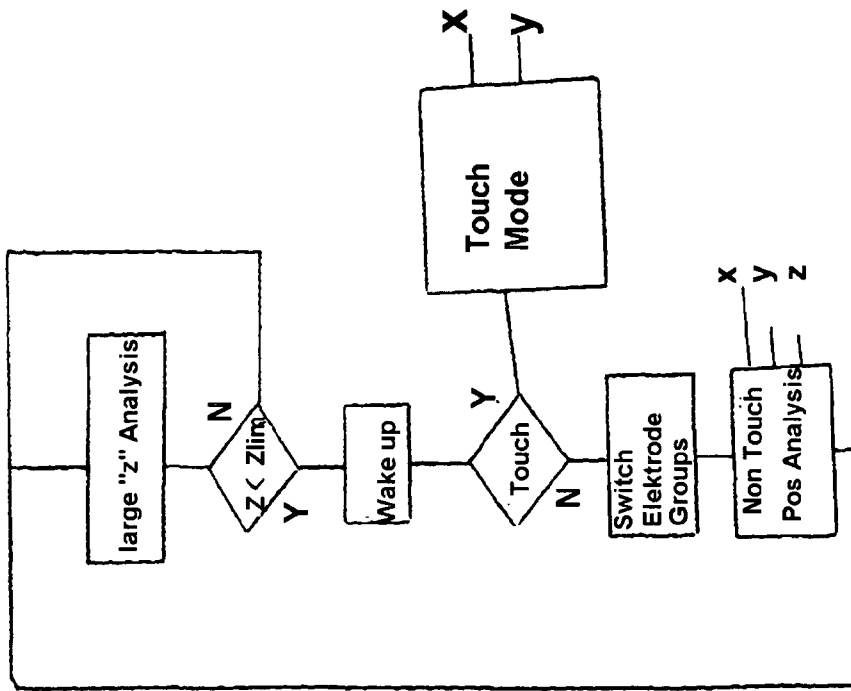 large "z" Analysis
N
Z < Zlim
Y
Wake up
Touch
Y
N
Touch
Mode
x
y
Switch
Elektrode
Groups
Non Touch
Pos Analysis
x
y
z